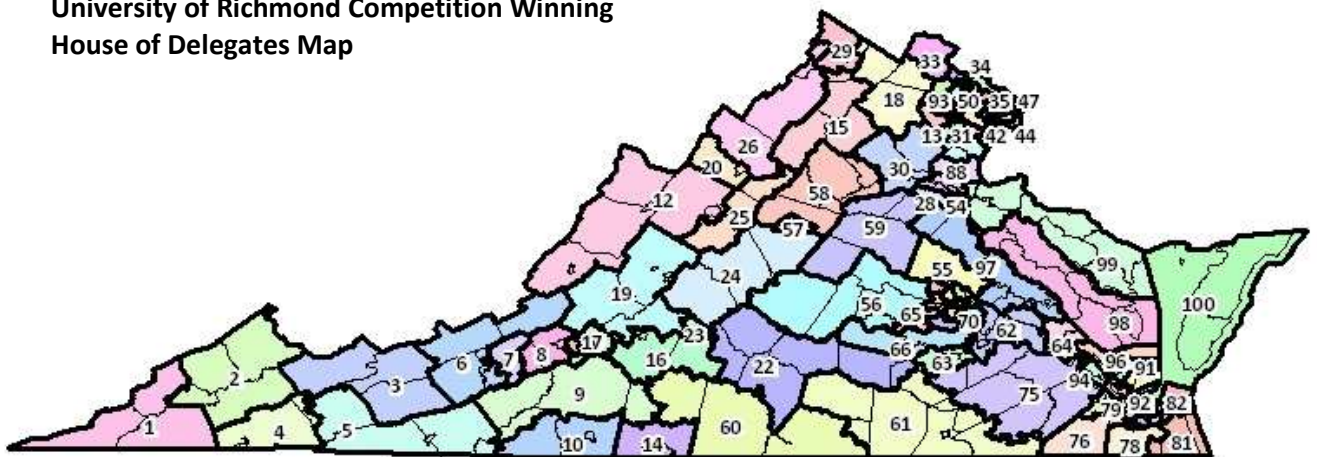 University of Richmond Competition Winning
House of Delegates Map
29 33 34
18 93 50 35 47
15 13 31 42 44
26 30 88
20 58
12 28 54
25 57 59
99
24 55 97 100
19 56 65 70 62 98
23 66 64
17 63 96 91
8 16 22
7 94
6 75 79 92 82
2 3 9
1 4 5 60 61
10 14 76 78 81